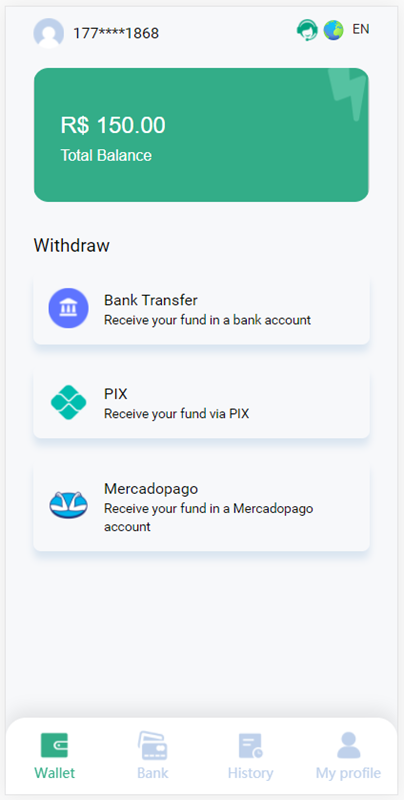 177****1868
EN
R$ 150.00
Total Balance
Withdraw
Bank Transfer
Receive your fund in a bank account
PIX
Receive your fund via PIX
Mercadopago
Receive your fund in a Mercadopago
account
Wallet
Bank
History
My profile